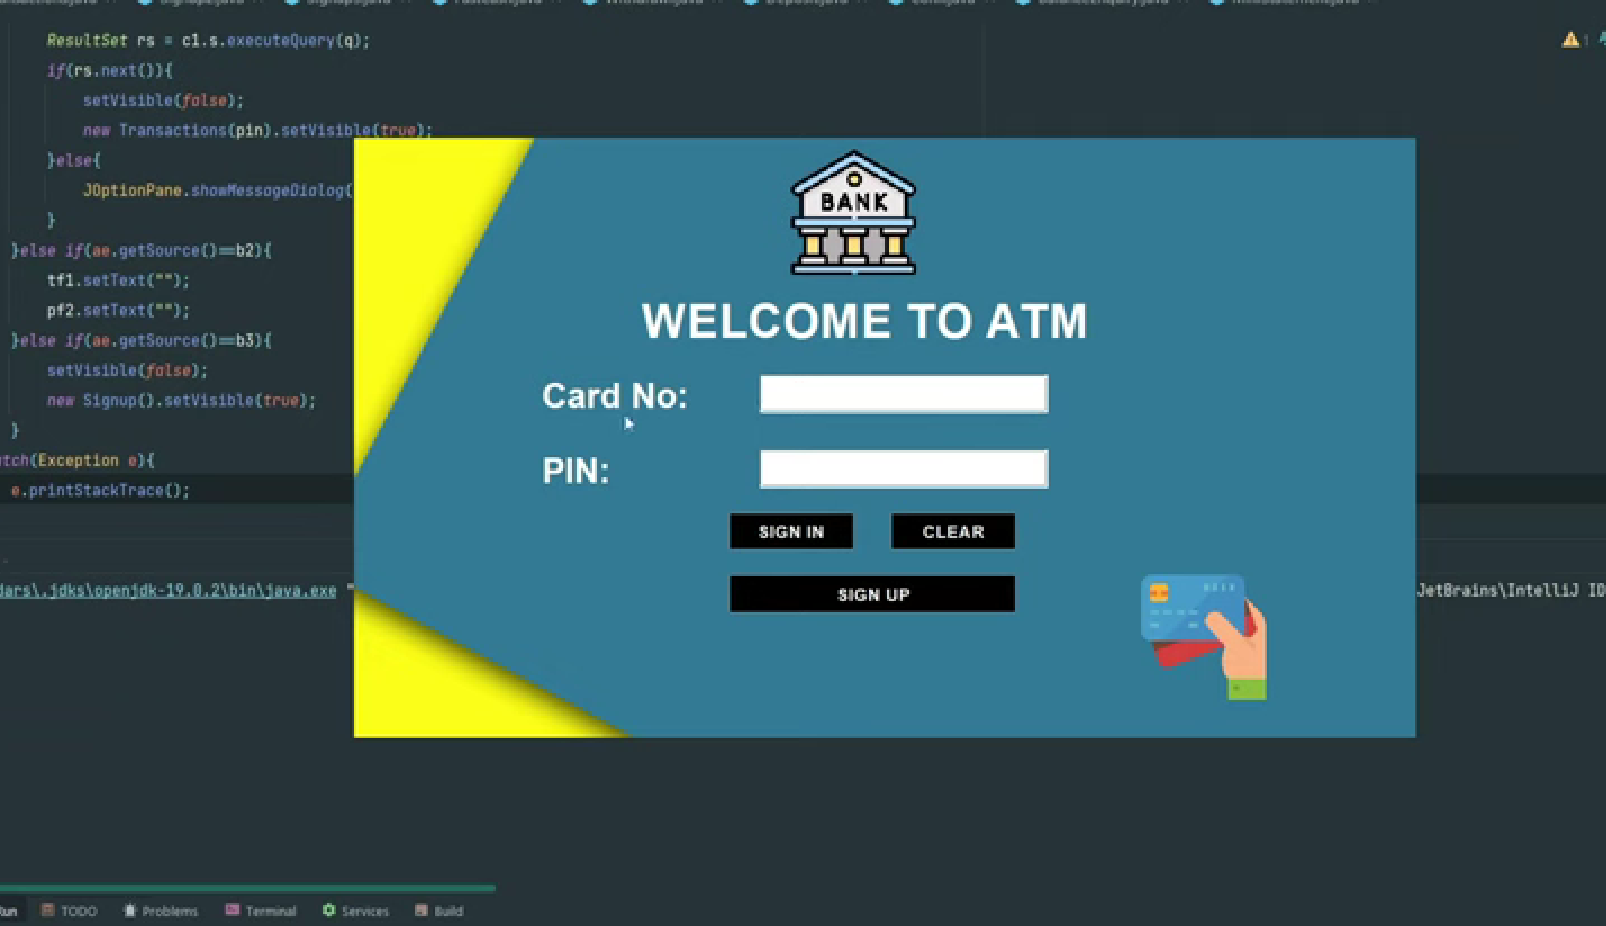 ResultSet rs = c1.s.executeQuery(q);
if(rs.next()){
setVisible(false);
new Transactions(pin).setVisible(true);
}else{
JOptionPane.showMessageDialog(
}
}else if(ae.getSource()==b2){
tf1.setText("");
pf2.setText("");
}else if(ae.getSource()==b3){
setVisible(false);
new Signup().setVisible(true);
}
tch(Exception e){
e.printStackTrace();
1
BANK
WELCOME TO ATM
Card No:
PIN:
SIGN IN CLEAR
SIGN UP
dars\.jdks\openjdk-19.0.2\bin\java.exe " JetBrains\IntelliJ ID
Run TODO Problems Terminal Services Build